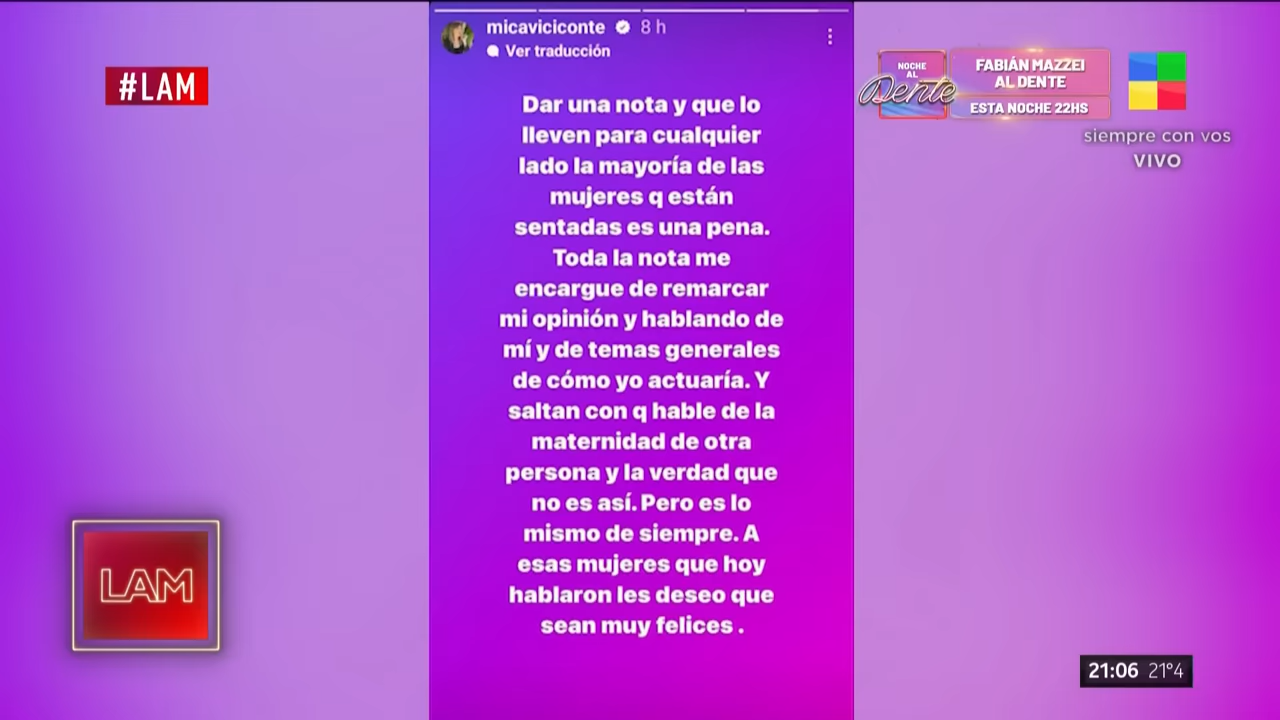 #LAM
micaviciconte 8 h
Ver traducción
Dar una nota y que lo
lleven para cualquier
lado la mayoría de las
mujeres q están
sentadas es una pena.
Toda la nota me
encargue de remarcar
mi opinión y hablando de
mí y de temas generales
de cómo yo actuaría. Y
saltan con q hable de la
maternidad de otra
persona y la verdad que
no es así. Pero es lo
mismo de siempre. A
esas mujeres que hoy
hablaron les deseo que
sean muy felices .
NOCHE
AL
Dente
FABIÁN MAZZEI
AL DENTE
ESTA NOCHE 22HS
siempre con vos
VIVO
LAM
21:06 21°4